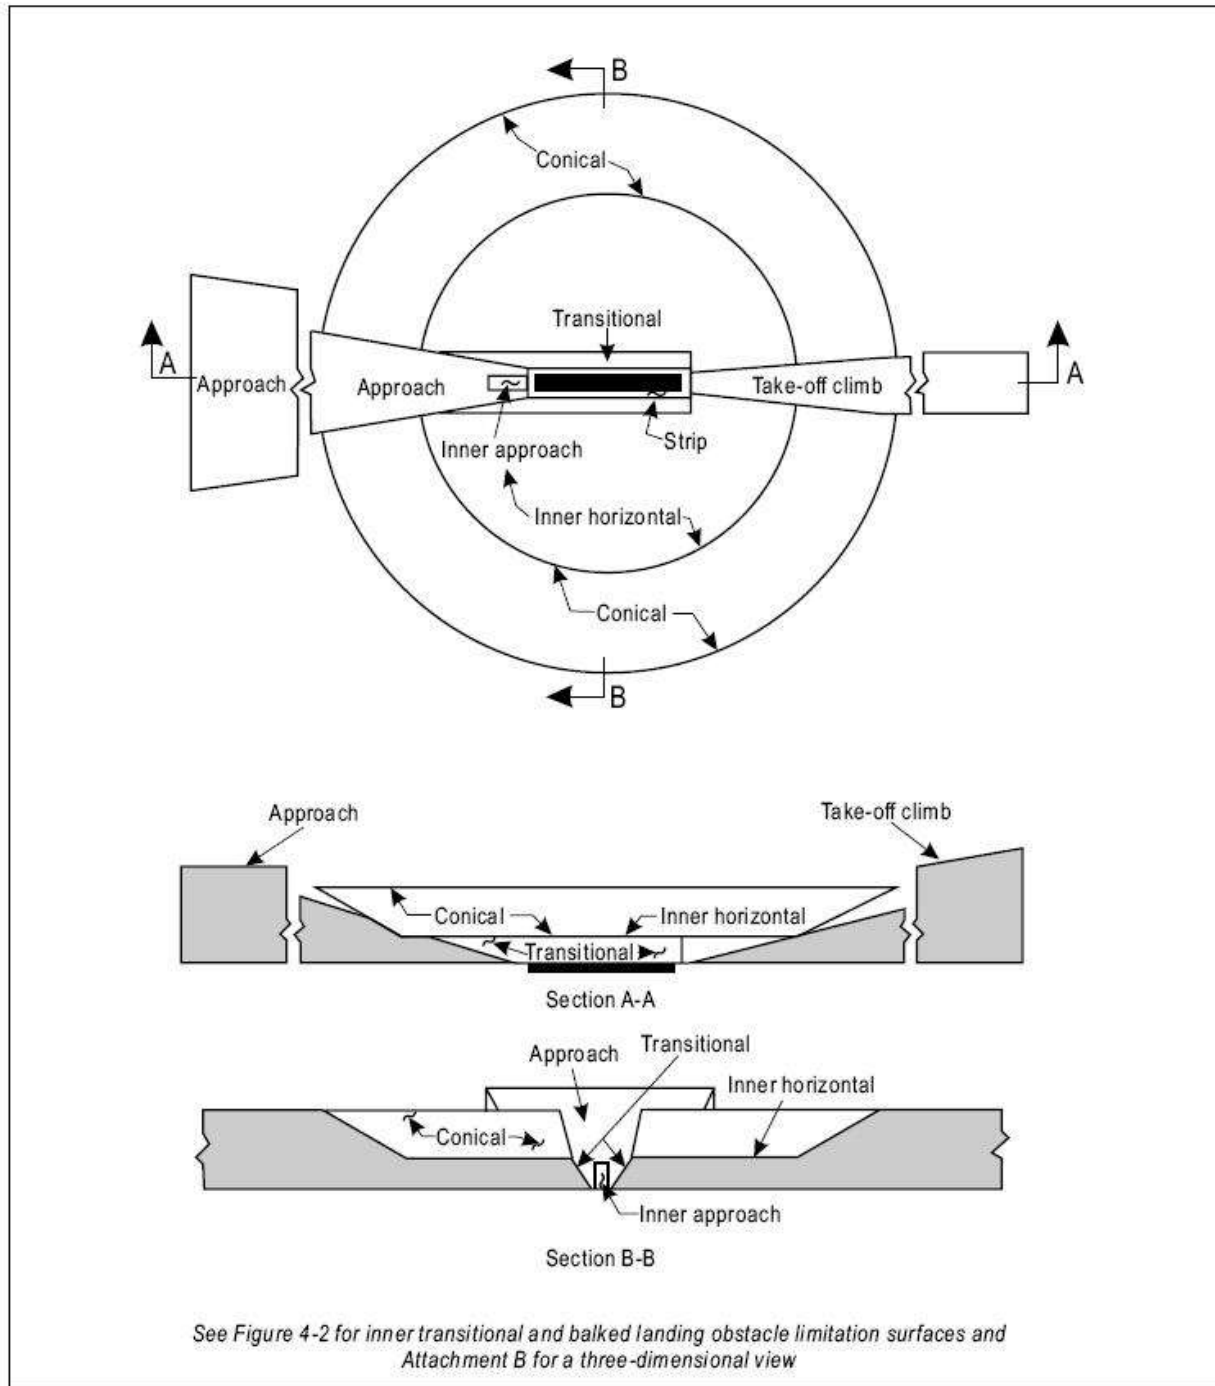 B
Conical
Transitional
A
Approach
Approach
Take-off climb
A
Inner approach
Strip
Inner horizontal
Conical
B
Approach
Take-off climb
Conical
Inner horizontal
Transitional
Section A-A
Transitional
Approach
Inner horizontal
Conical
Inner approach
Section B-B
See Figure 4-2 for inner transitional and balked landing obstacle limitation surfaces and
Attachment B for a three-dimensional view